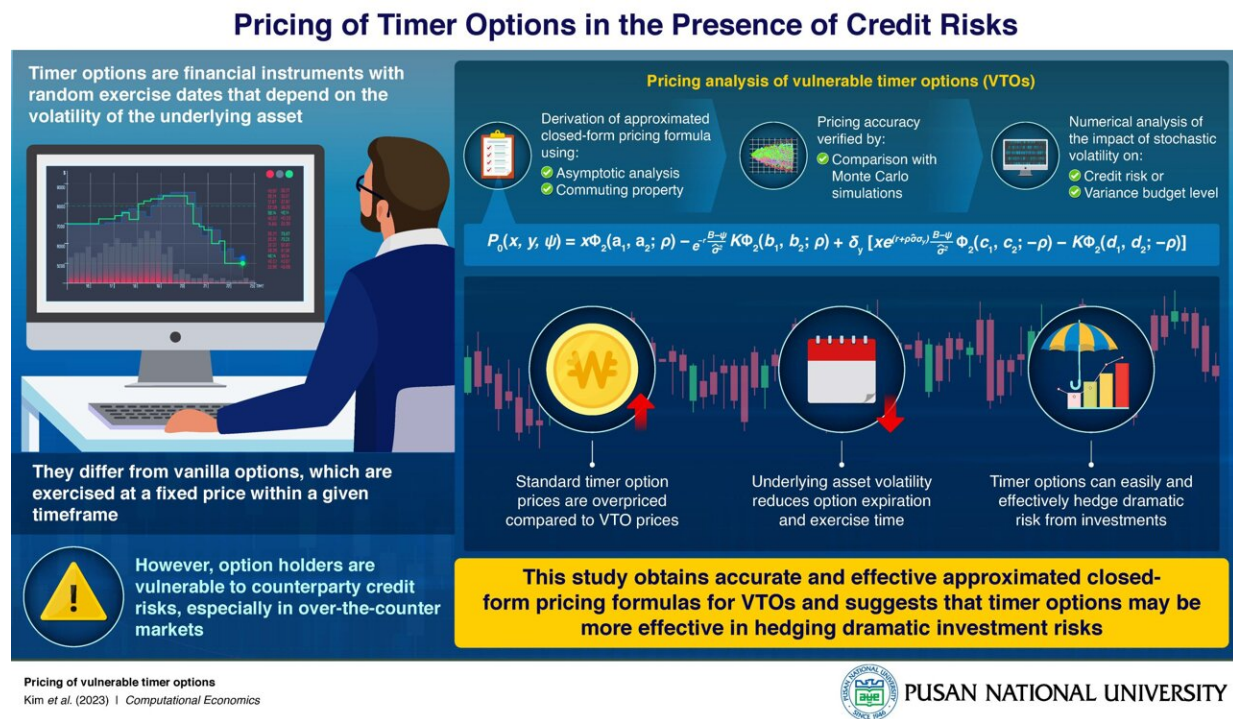 Pricing of Timer Options in the Presence of Credit Risks
Timer options are financial instruments with
random exercise dates that depend on the
volatility of the underlying asset
They differ from vanilla options, which are
exercised at a fixed price within a given
timeframe
However, option holders are
vulnerable to counterparty credit
risks, especially in over-the-counter
markets
Pricing analysis of vulnerable timer options (VTOs)
Derivation of approximated
closed-form pricing formula
using:
Asymptotic analysis
Commuting property
Pricing accuracy
verified by:
Comparison with
Monte Carlo
simulations
Numerical analysis of
the impact of stochastic
volatility on:
Credit risk or
Variance budget level
P₀(x, y, ψ) = xΦ₂(a₁, a₂; ρ) − e^{-r (B−ψ)/σ̂²} KΦ₂(b₁, b₂; ρ) + δ_y [xe^{(r+ρσ̂σ_y) (B−ψ)/σ̂²} Φ₂(c₁, c₂; −ρ) − KΦ₂(d₁, d₂; −ρ)]
Standard timer option
prices are overpriced
compared to VTO prices
Underlying asset volatility
reduces option expiration
and exercise time
Timer options can easily and
effectively hedge dramatic
risk from investments
This study obtains accurate and effective approximated closed-
form pricing formulas for VTOs and suggests that timer options may be
more effective in hedging dramatic investment risks
Pricing of vulnerable timer options
Kim et al. (2023) | Computational Economics
PUSAN NATIONAL UNIVERSITY
SINCE 1946
PUSAN NATIONAL UNIVERSITY